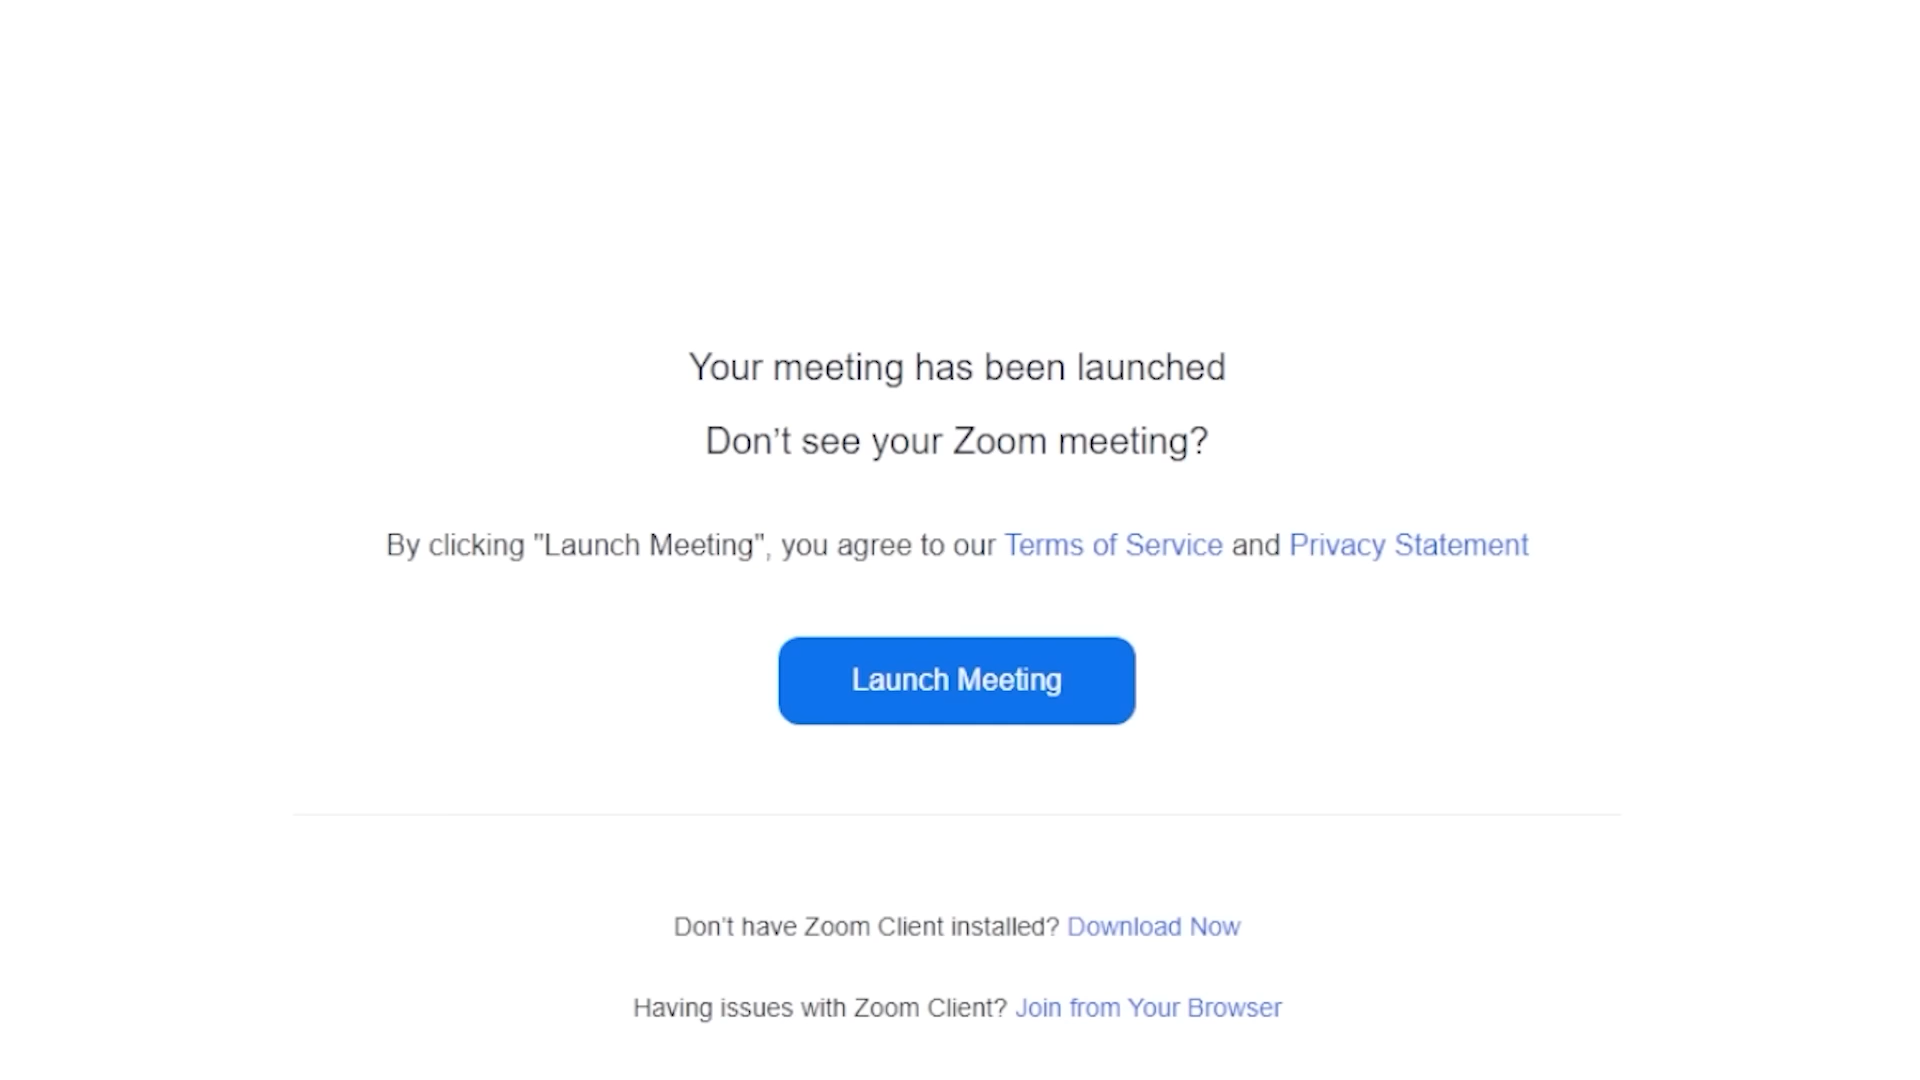 Your meeting has been launched
Don’t see your Zoom meeting?
By clicking "Launch Meeting", you agree to our Terms of Service and Privacy Statement
Launch Meeting
Don’t have Zoom Client installed? Download Now
Having issues with Zoom Client? Join from Your Browser